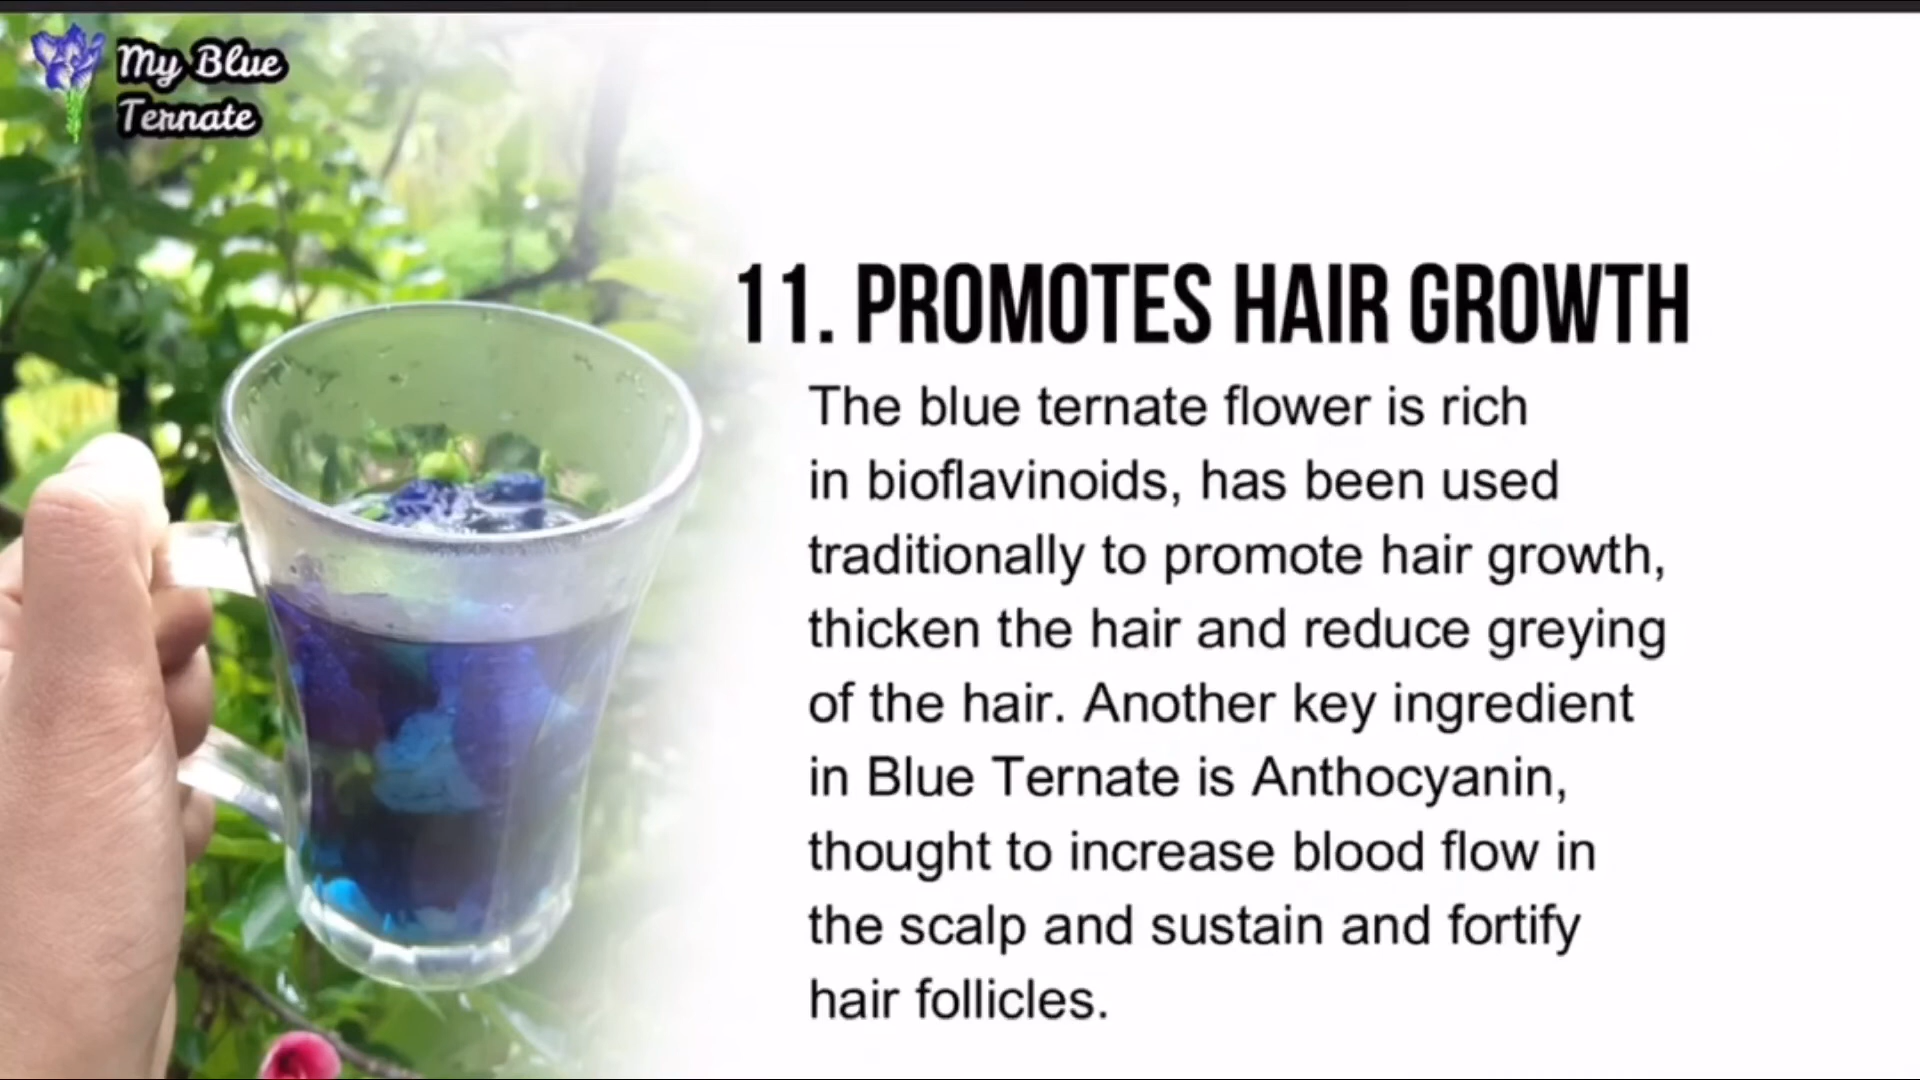 My Blue
Ternate
11. PROMOTES HAIR GROWTH
The blue ternate flower is rich
in bioflavinoids, has been used
traditionally to promote hair growth,
thicken the hair and reduce greying
of the hair. Another key ingredient
in Blue Ternate is Anthocyanin,
thought to increase blood flow in
the scalp and sustain and fortify
hair follicles.